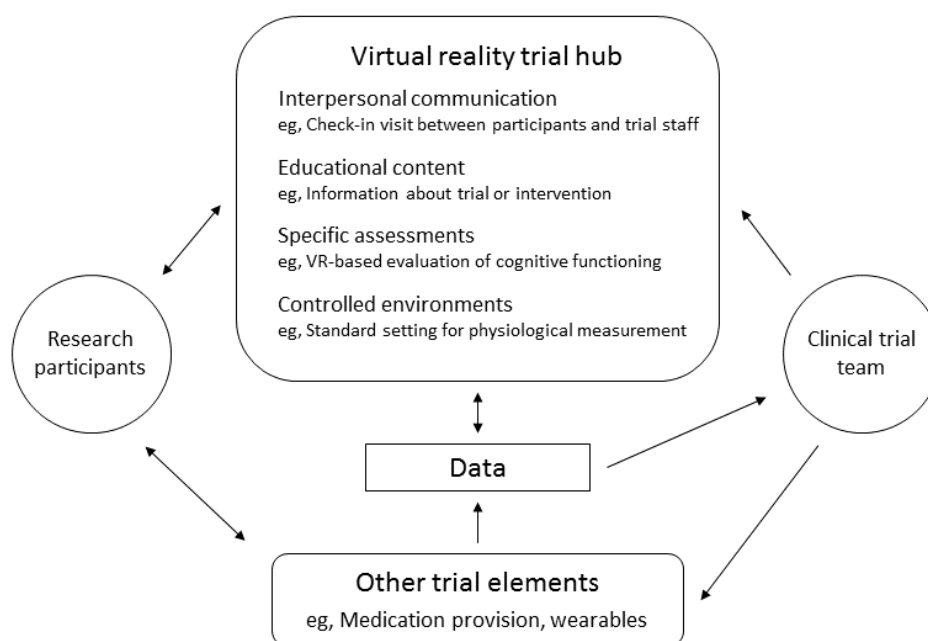 Virtual reality trial hub
Interpersonal communication
eg, Check-in visit between participants and trial staff
Educational content
eg, Information about trial or intervention
Specific assessments
eg, VR-based evaluation of cognitive functioning
Controlled environments
eg, Standard setting for physiological measurement
Research
participants
Clinical trial
team
Data
Other trial elements
eg, Medication provision, wearables